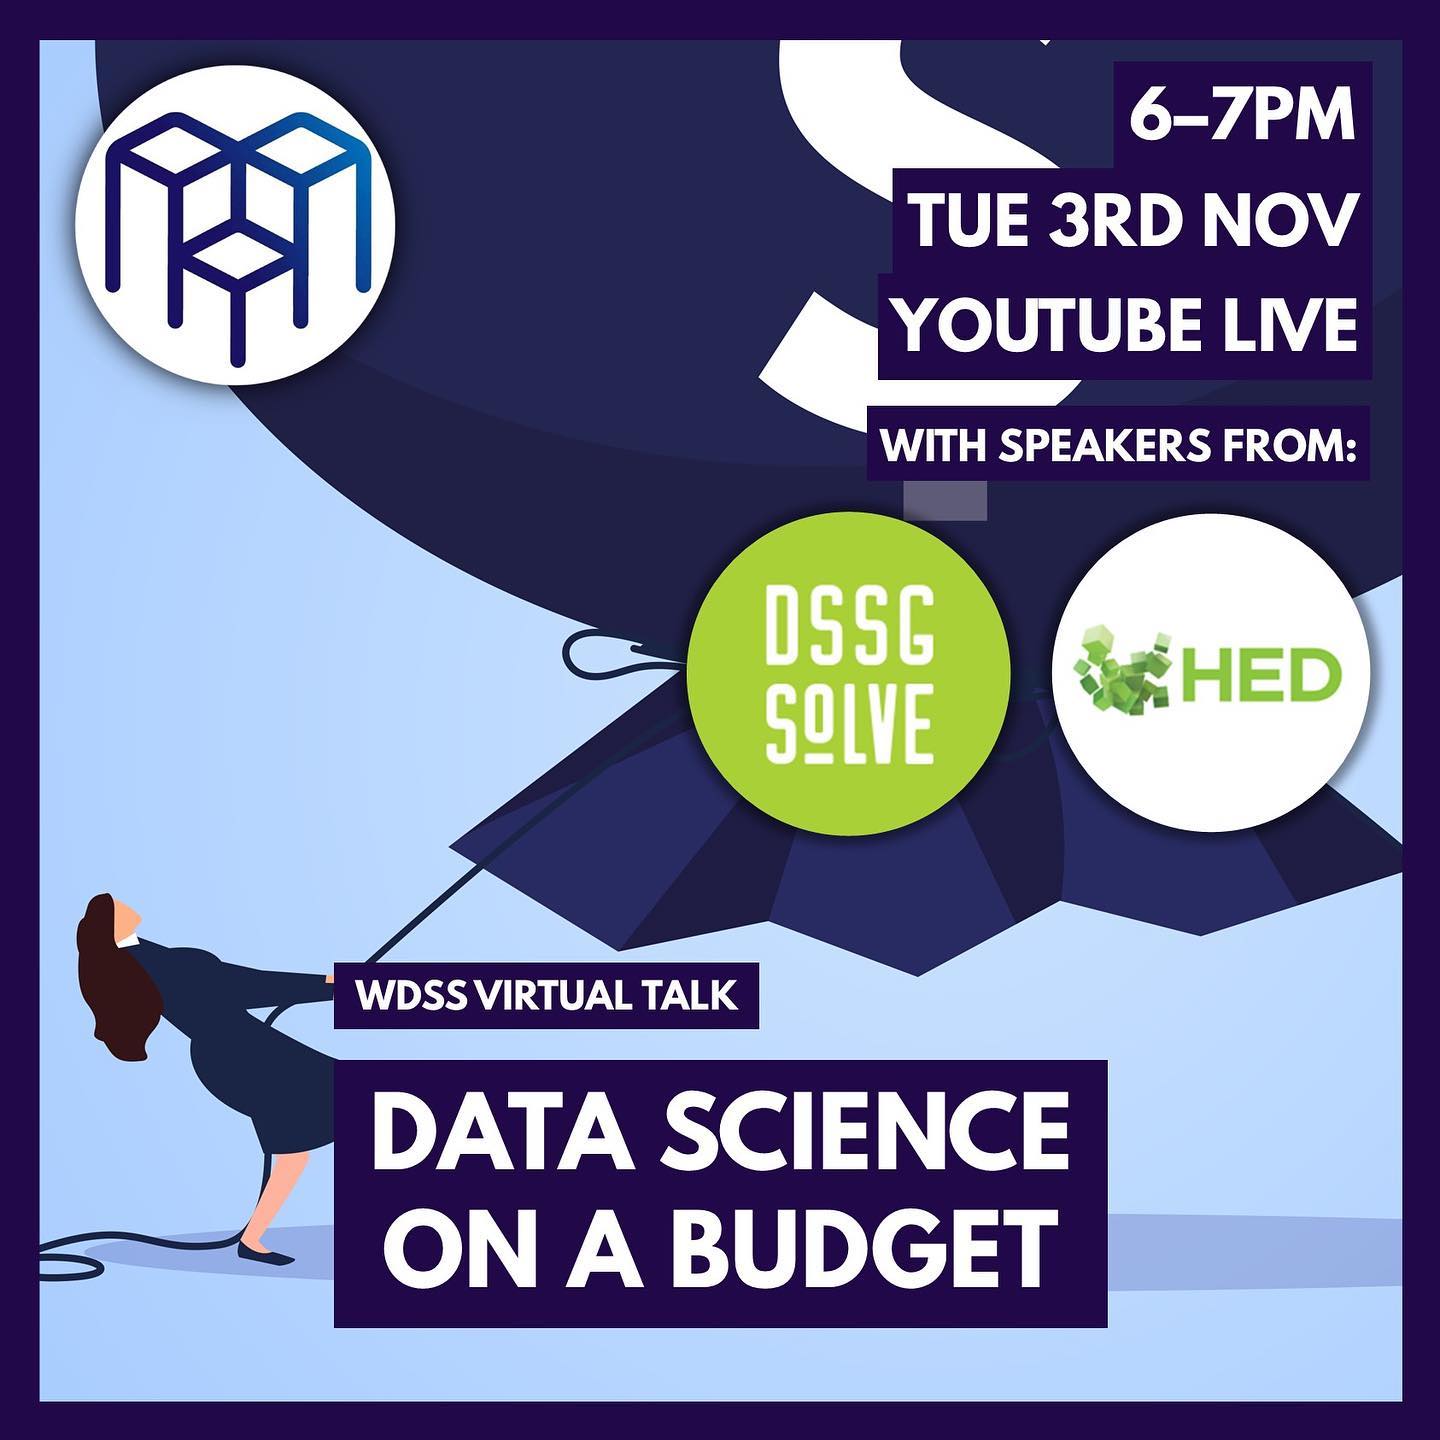 6–7PM
TUE 3RD NOV
YOUTUBE LIVE
WITH SPEAKERS FROM:
DSSG
SOLVE
HED
WDSS VIRTUAL TALK
DATA SCIENCE
ON A BUDGET